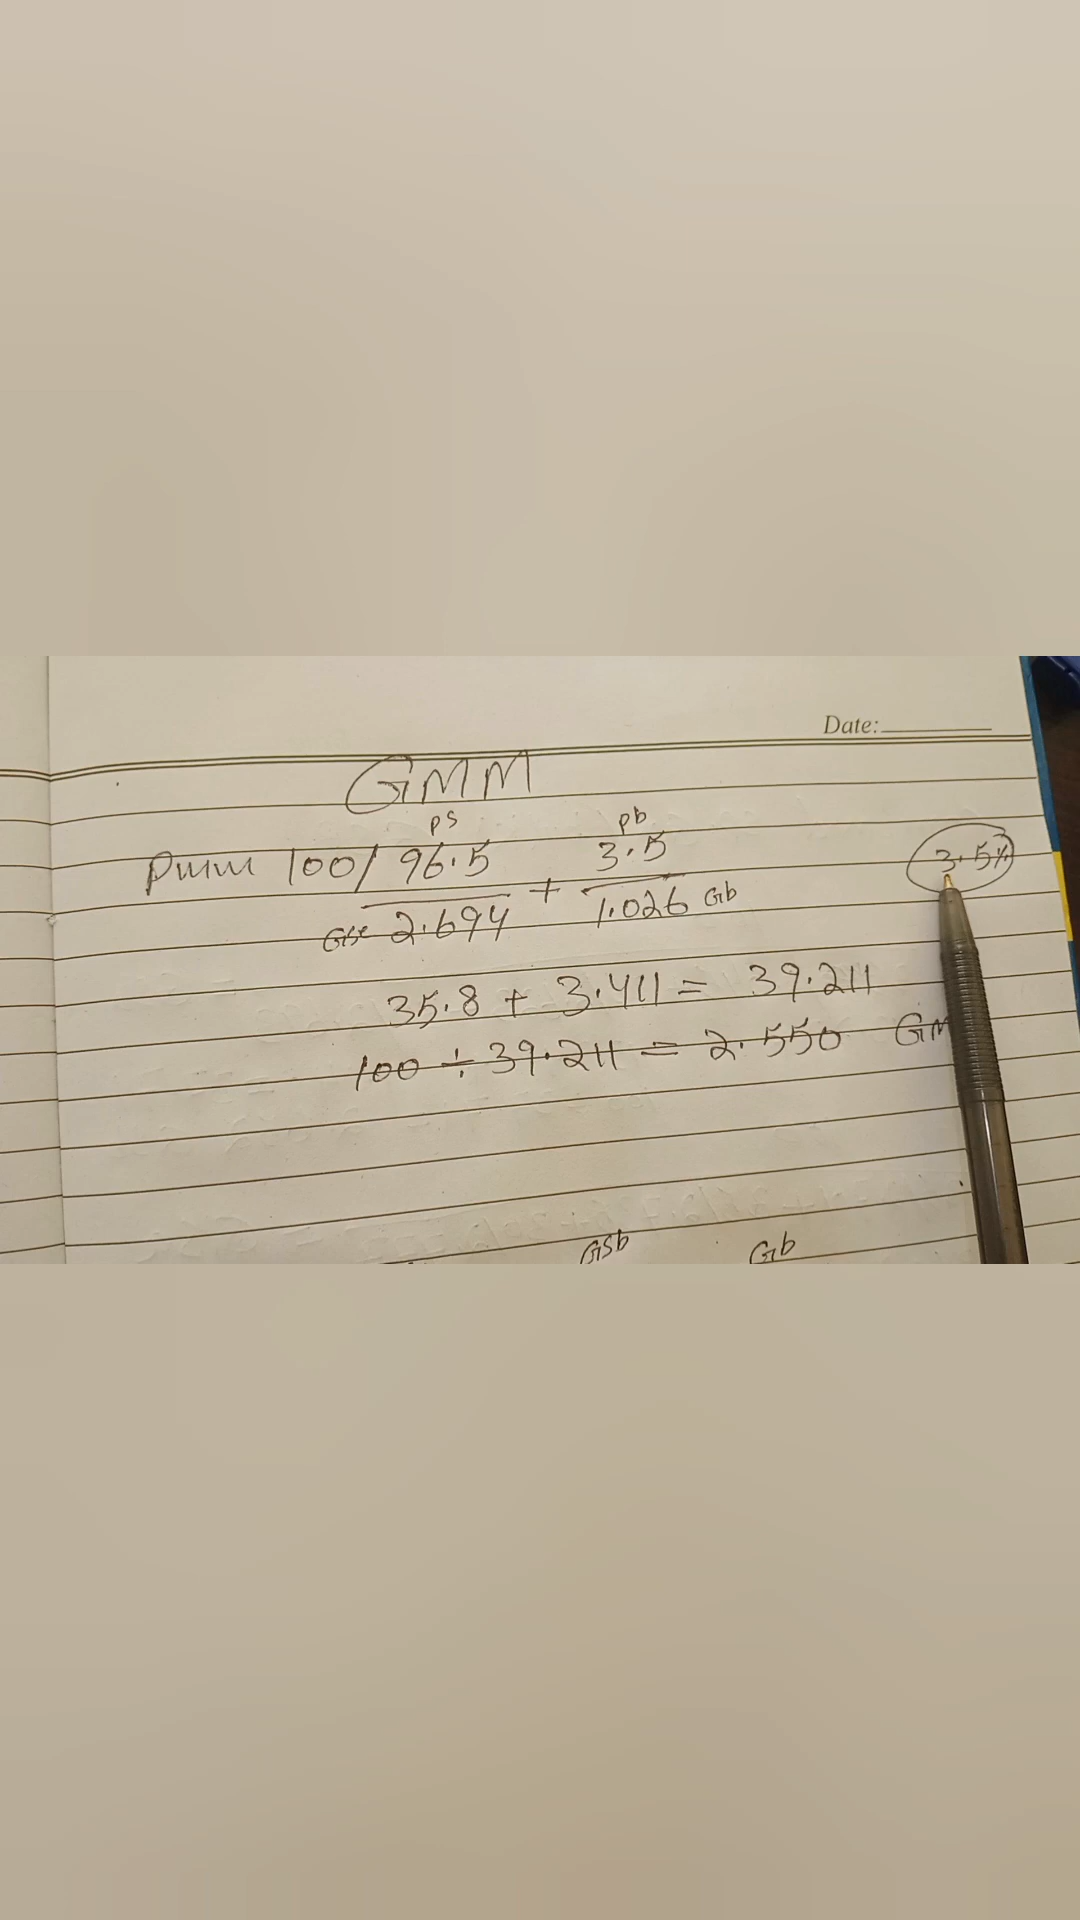 Date:
GMM
ps pb
Pmm 100/ 96.5 + 3.5 3.5%
Gse 2.694 1.026 Gb
35.8 + 3.411 = 39.211
100 ÷ 39.211 = 2.550 GM
Gsb Gb